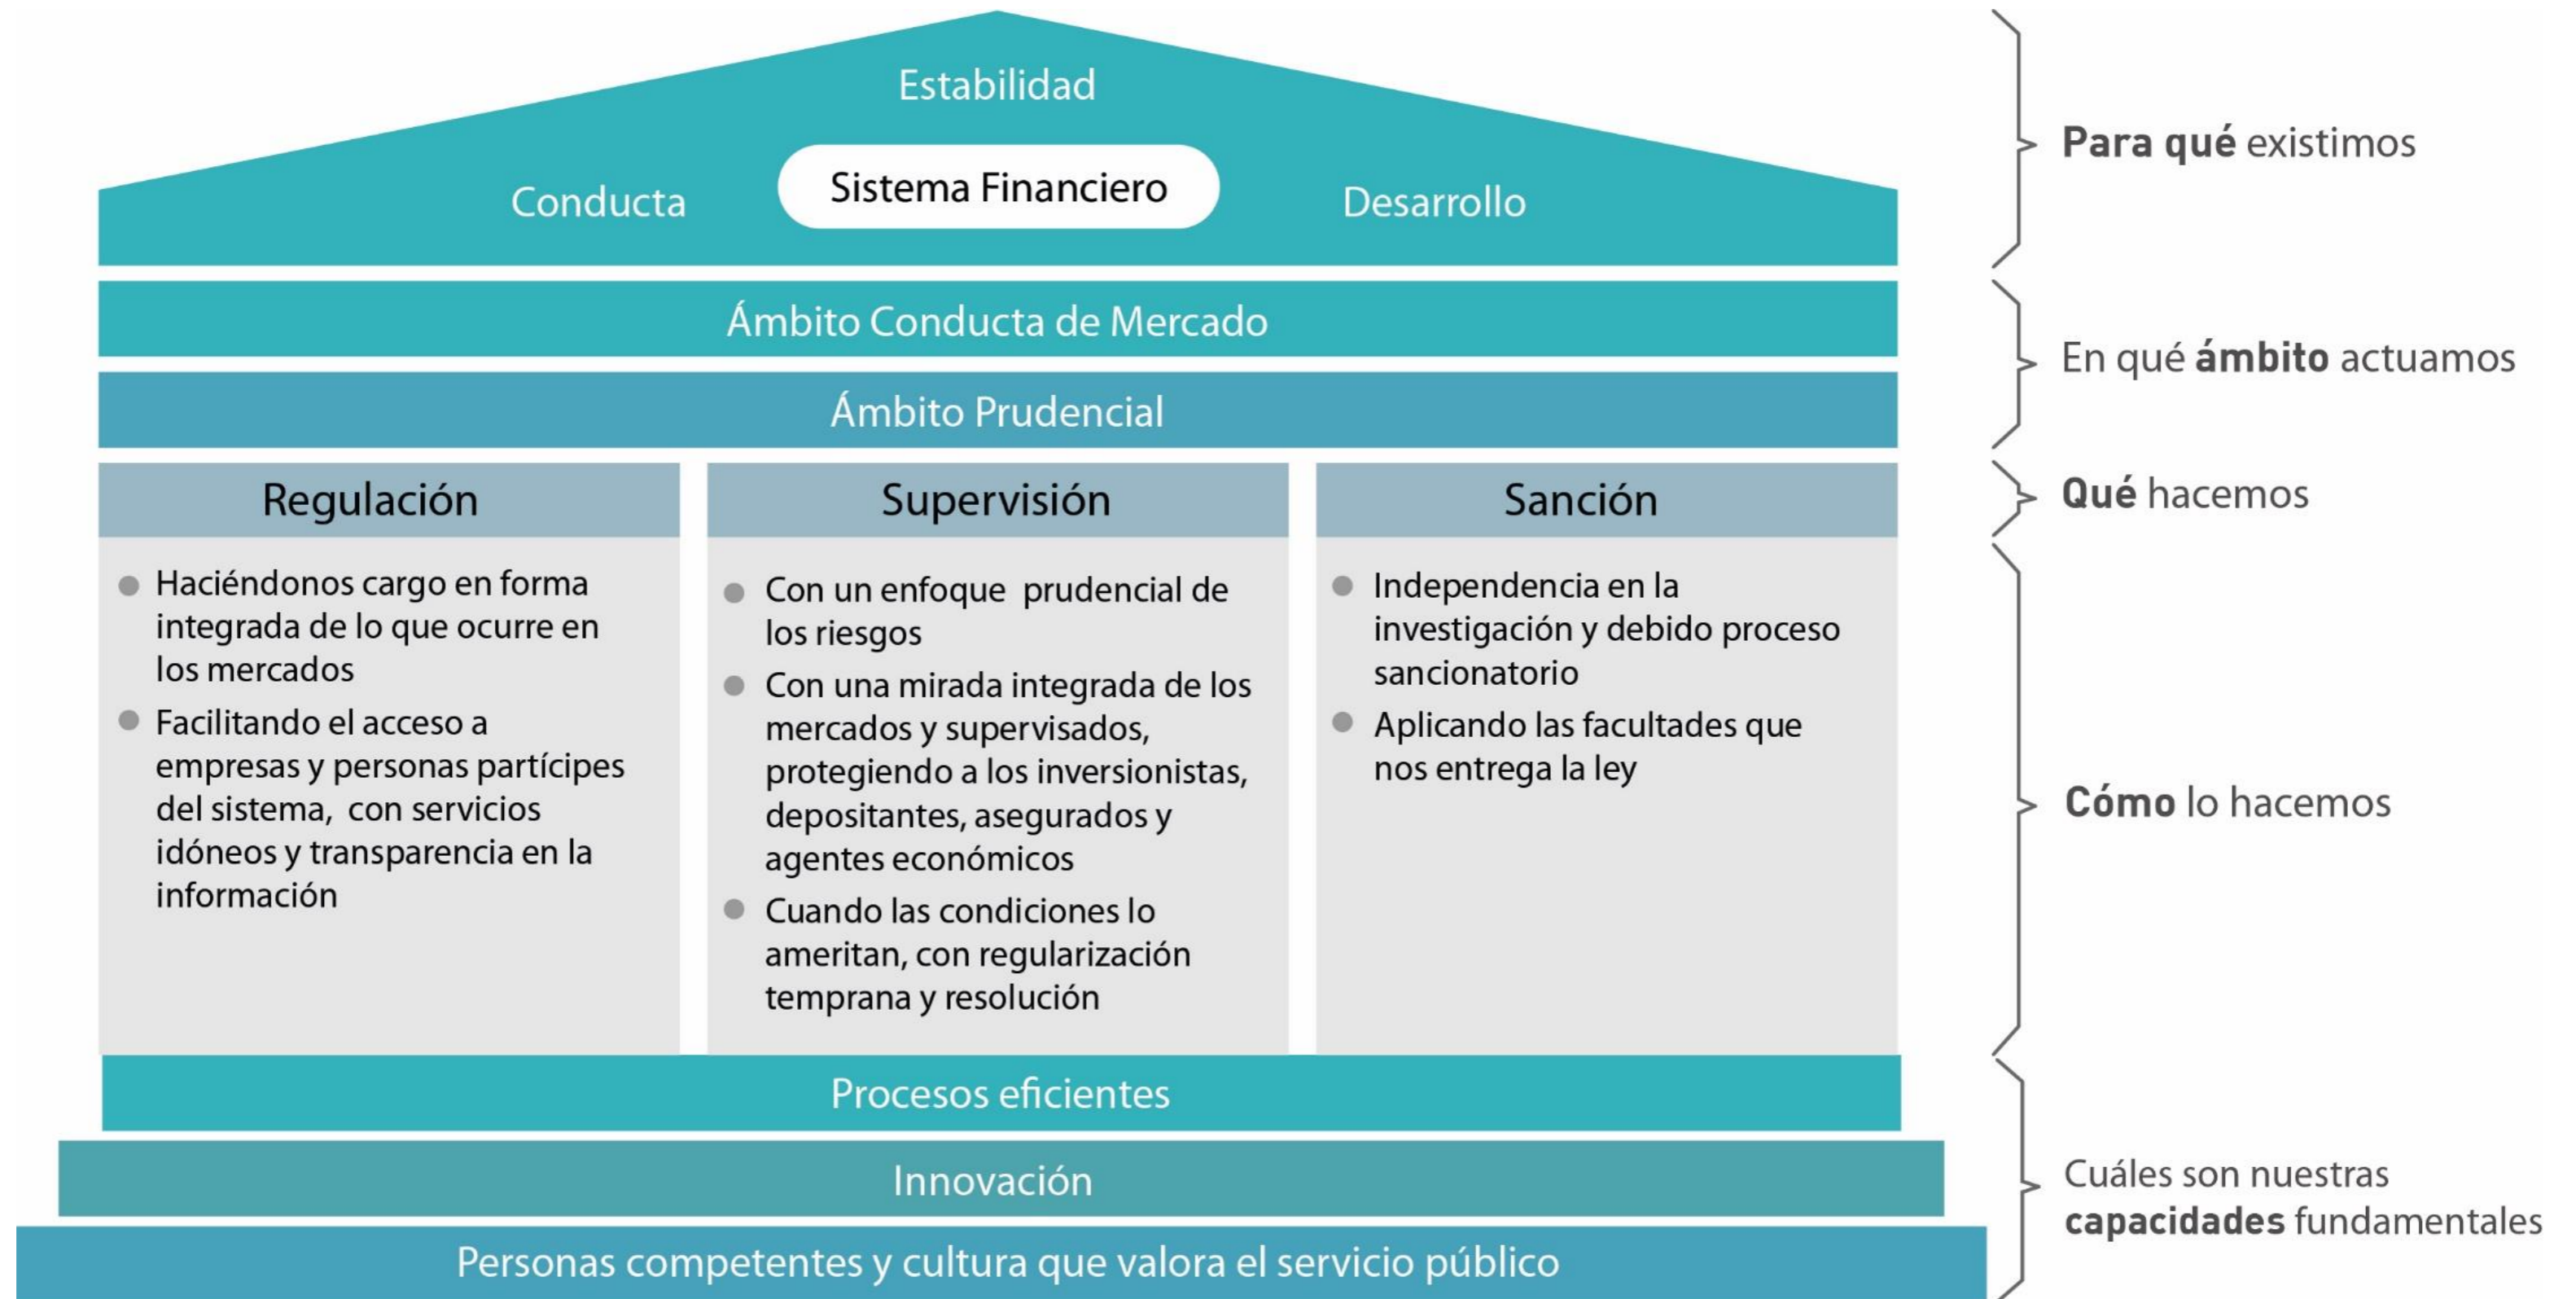 Estabilidad
Conducta
Sistema Financiero
Desarrollo
Para qué existimos
Ámbito Conducta de Mercado
Ámbito Prudencial
En qué ámbito actuamos
Regulación
Supervisión
Sanción
Qué hacemos
Haciéndonos cargo en forma
integrada de lo que ocurre en
los mercados
Facilitando el acceso a
empresas y personas partícipes
del sistema, con servicios
idóneos y transparencia en la
información
Con un enfoque prudencial de
los riesgos
Con una mirada integrada de los
mercados y supervisados,
protegiendo a los inversionistas,
depositantes, asegurados y
agentes económicos
Cuando las condiciones lo
ameritan, con regularización
temprana y resolución
Independencia en la
investigación y debido proceso
sancionatorio
Aplicando las facultades que
nos entrega la ley
Cómo lo hacemos
Procesos eficientes
Innovación
Personas competentes y cultura que valora el servicio público
Cuáles son nuestras
capacidades fundamentales